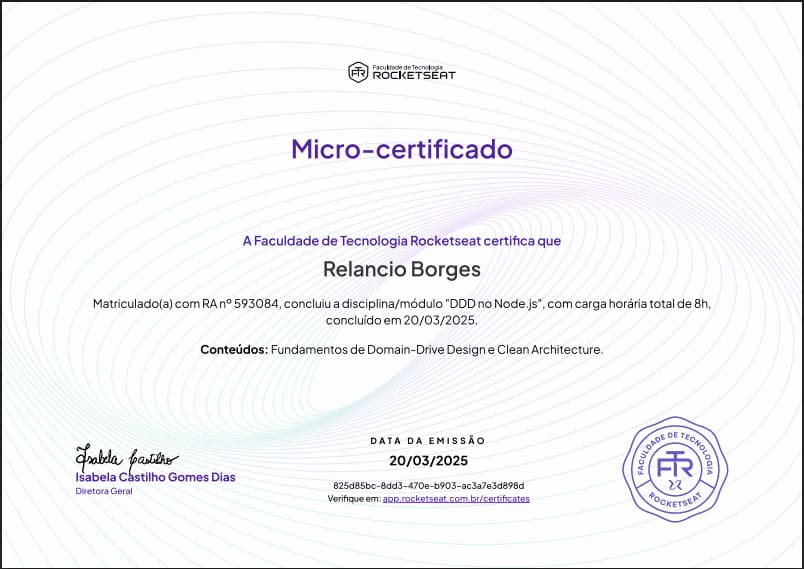 Faculdade de Tecnologia
ROCKETSEAT
Micro-certificado
A Faculdade de Tecnologia Rocketseat certifica que
Relancio Borges
Matriculado(a) com RA nº 593084, concluiu a disciplina/módulo "DDD no Node.js", com carga horária total de 8h,
concluído em 20/03/2025.
Conteúdos: Fundamentos de Domain-Drive Design e Clean Architecture.
Isabela Castilho
Isabela Castilho Gomes Dias
Diretora Geral
DATA DA EMISSÃO
20/03/2025
825d85bc-8dd3-470e-b903-ac3a7e3d898d
Verifique em: app.rocketseat.com.br/certificates
FACULDADE DE TECNOLOGIA
FTR
ROCKETSEAT